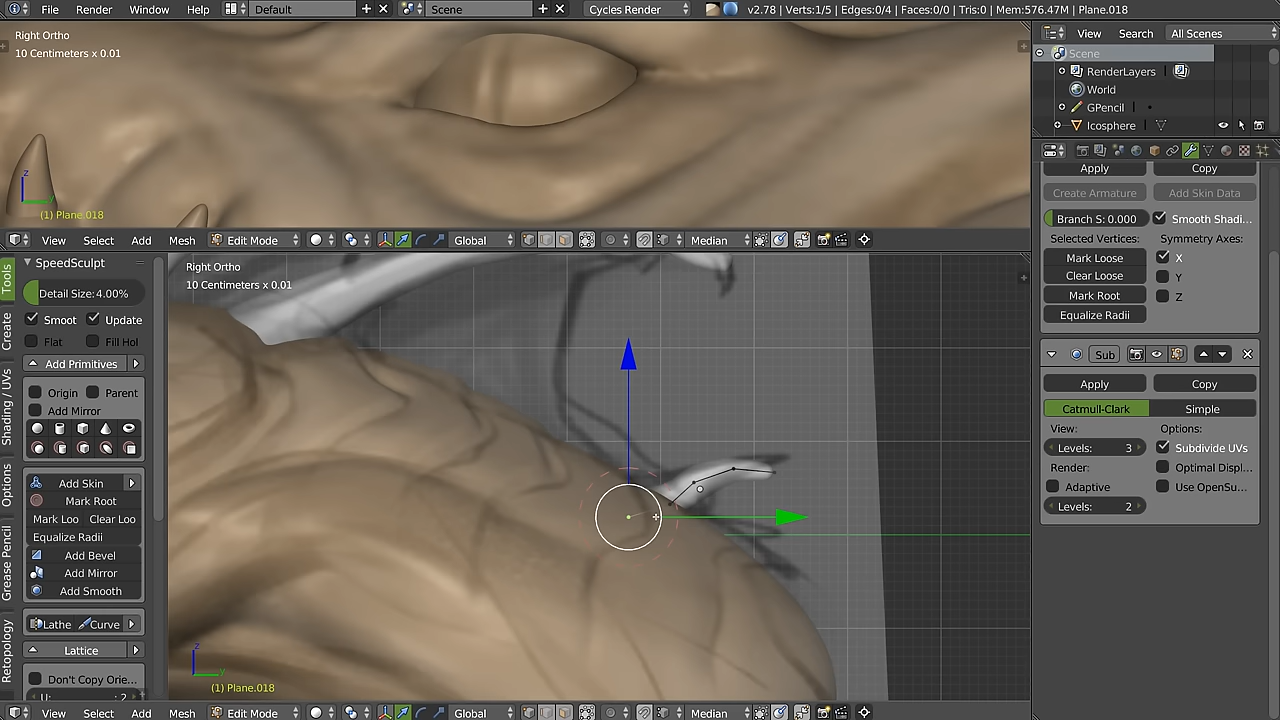 File Render Window Help Default Scene Cycles Render v2.78 | Verts:1/5 | Edges:0/4 | Faces:0/0 | Tris:0 | Mem:576.47M | Plane.018
Right Ortho
10 Centimeters x 0.01
z
(1) Plane.018
View Select Add Mesh Edit Mode Global Median
View Search All Scenes
Scene
RenderLayers
World
GPencil
Icosphere
Apply Copy
Create Armature Add Skin Data
Branch S: 0.000 Smooth Shadi...
Selected Vertices: Symmetry Axes:
Mark Loose X
Clear Loose Y
Mark Root Z
Equalize Radii
Sub
Apply Copy
Catmull-Clark Simple
View: Options:
Levels: 3 Subdivide UVs
Render: Optimal Displ...
Adaptive Use OpenSu...
Levels: 2
Tools
Create
Shading / UVs
Options
Grease Pencil
Retopology
SpeedSculpt
Detail Size: 4.00%
Smoot Update
Flat Fill Hol
Add Primitives
Origin Parent
Add Mirror
Add Skin
Mark Root
Mark Loo Clear Loo
Equalize Radii
Add Bevel
Add Mirror
Add Smooth
Lathe Curve
Lattice
Don't Copy Orie...
U: 2
Right Ortho
10 Centimeters x 0.01
z
y
(1) Plane.018
View Select Add Mesh Edit Mode Global Median